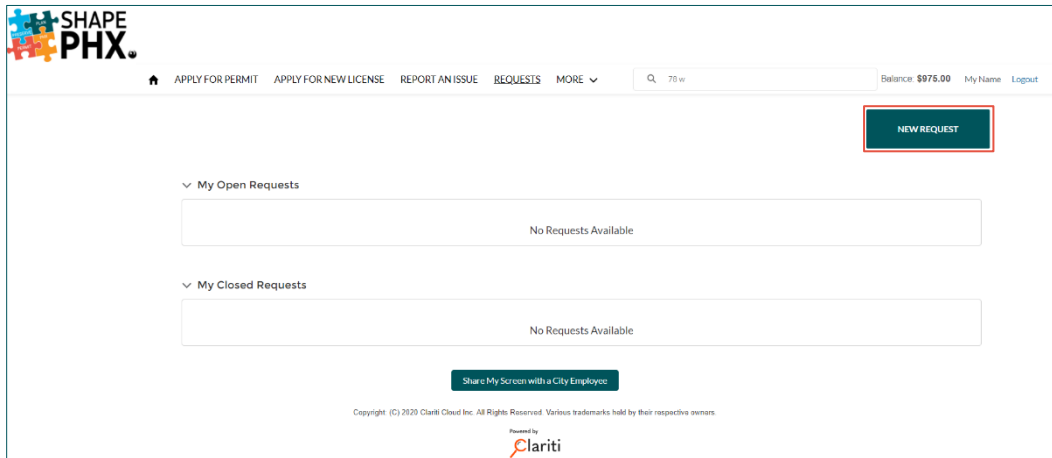 SHAPE
PHX.
APPLY FOR PERMIT APPLY FOR NEW LICENSE REPORT AN ISSUE REQUESTS MORE 78 w Balance: $975.00 My Name Logout
NEW REQUEST
My Open Requests
No Requests Available
My Closed Requests
No Requests Available
Share My Screen with a City Employee
Copyright: (C) 2020 Clariti Cloud Inc. All Rights Reserved. Various trademarks held by their respective owners.
Powered by
Clariti